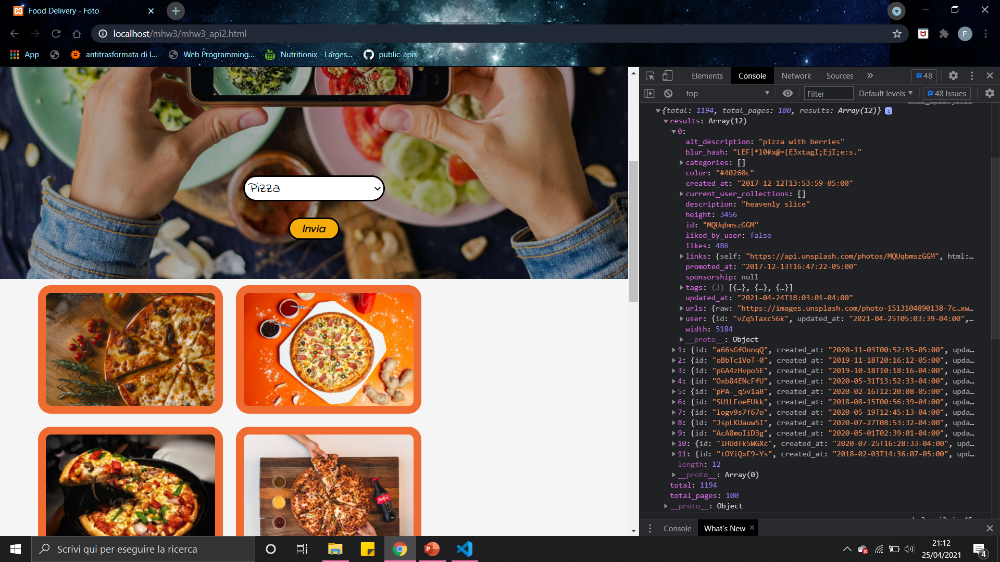 Food Delivery - Foto
localhost/mhw3/mhw3_api2.html
F
App
antitrasformata di l...
Web Programming...
Nutritionix - Larges...
public-apis
Pizza
Invia
Elements Console Network Sources 48
top Filter Default levels 48 Issues
{total: 1194, total_pages: 100, results: Array(12)}
results: Array(12)
0:
alt_description: "pizza with berries"
blur_hash: "LEF|*l0#x@={E3xtagI;EjI;e:s."
categories: []
color: "#40260c"
created_at: "2017-12-12T13:53:59-05:00"
current_user_collections: []
description: "heavenly slice"
height: 3456
id: "MQUqbmszGGM"
liked_by_user: false
likes: 486
links: {self: "https://api.unsplash.com/photos/MQUqbmszGGM", html:…
promoted_at: "2017-12-13T16:47:22-05:00"
sponsorship: null
tags: (3) [{…}, {…}, {…}]
updated_at: "2021-04-24T18:03:01-04:00"
urls: {raw: "https://images.unsplash.com/photo-1513104890138-7c…xw…
user: {id: "vZqSTaxc56k", updated_at: "2021-04-25T05:03:39-04:00",…
width: 5184
__proto__: Object
1: {id: "a66sGfOnnqQ", created_at: "2020-11-03T00:52:55-05:00", upda…
2: {id: "oBbTc1VoT-0", created_at: "2019-11-18T20:16:12-05:00", upda…
3: {id: "pGA4zHvpo5E", created_at: "2019-10-18T10:18:16-04:00", upda…
4: {id: "Oxb84ENcFfU", created_at: "2020-05-31T13:52:33-04:00", upda…
5: {id: "pPA-_q5v1a8", created_at: "2020-02-16T12:20:08-05:00", upda…
6: {id: "SU1LFoeEUkk", created_at: "2018-08-15T00:56:39-04:00", upda…
7: {id: "logv9s7f67o", created_at: "2020-05-19T12:45:13-04:00", upda…
8: {id: "JspLKUauwSI", created_at: "2020-07-27T08:53:32-04:00", upda…
9: {id: "AcA8moIiD3g", created_at: "2020-05-01T02:39:01-04:00", upda…
10: {id: "lHUdfk5WGXc", created_at: "2020-07-25T16:28:33-04:00", upd…
11: {id: "tOYiQxF9-Ys", created_at: "2018-02-03T14:36:07-05:00", upd…
length: 12
__proto__: Array(0)
total: 1194
total_pages: 100
__proto__: Object
Console What's New
Coca-Cola
Scrivi qui per eseguire la ricerca
21:12
25/04/2021
4